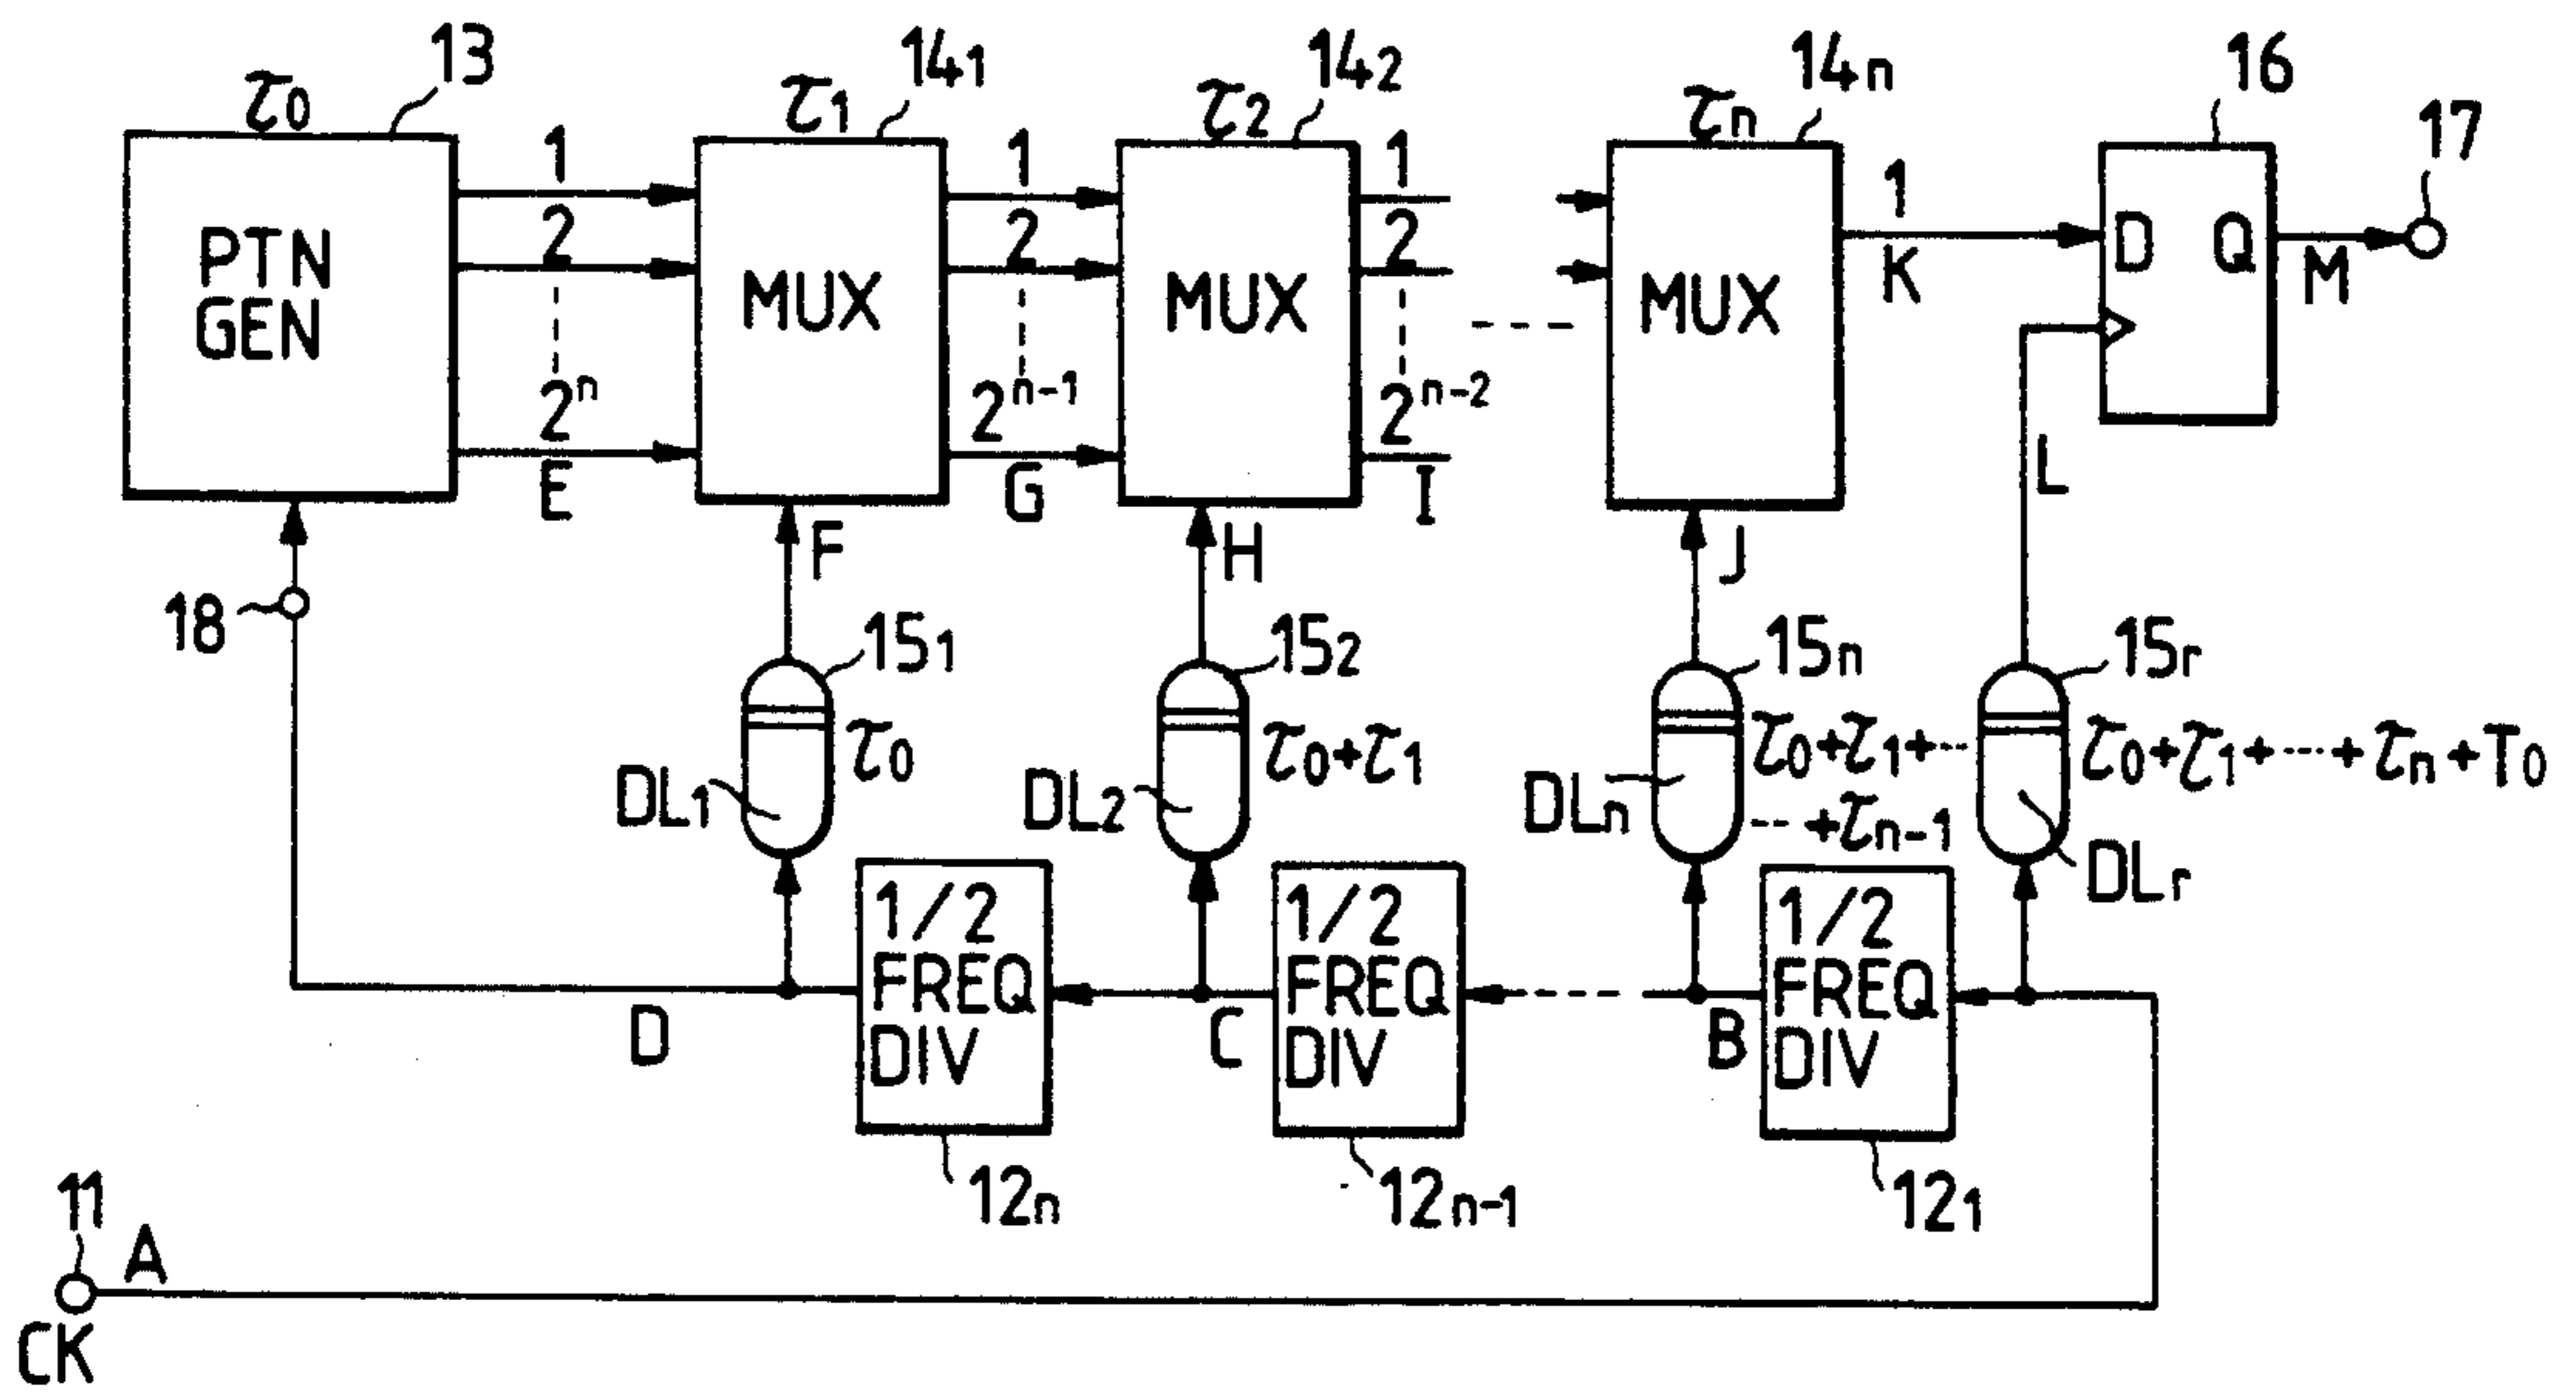 13
14₁
14₂
14n
16
17
τ₀
τ₁
τ₂
τn
1
1
1
1
2
2
2
PTN
GEN
MUX
MUX
MUX
D
Q
K
M
2ⁿ
2ⁿ⁻¹
2ⁿ⁻²
E
G
I
L
F
H
J
18
15₁
15₂
15n
15r
τ₀
τ₀+τ₁
τ₀+τ₁+---
--- +τn-1
τ₀+τ₁+ ---- + τn + T₀
DL₁
DL₂
DLn
DLr
1/2
FREQ
DIV
1/2
FREQ
DIV
1/2
FREQ
DIV
D
C
B
12n
12n-1
12₁
11
A
CK